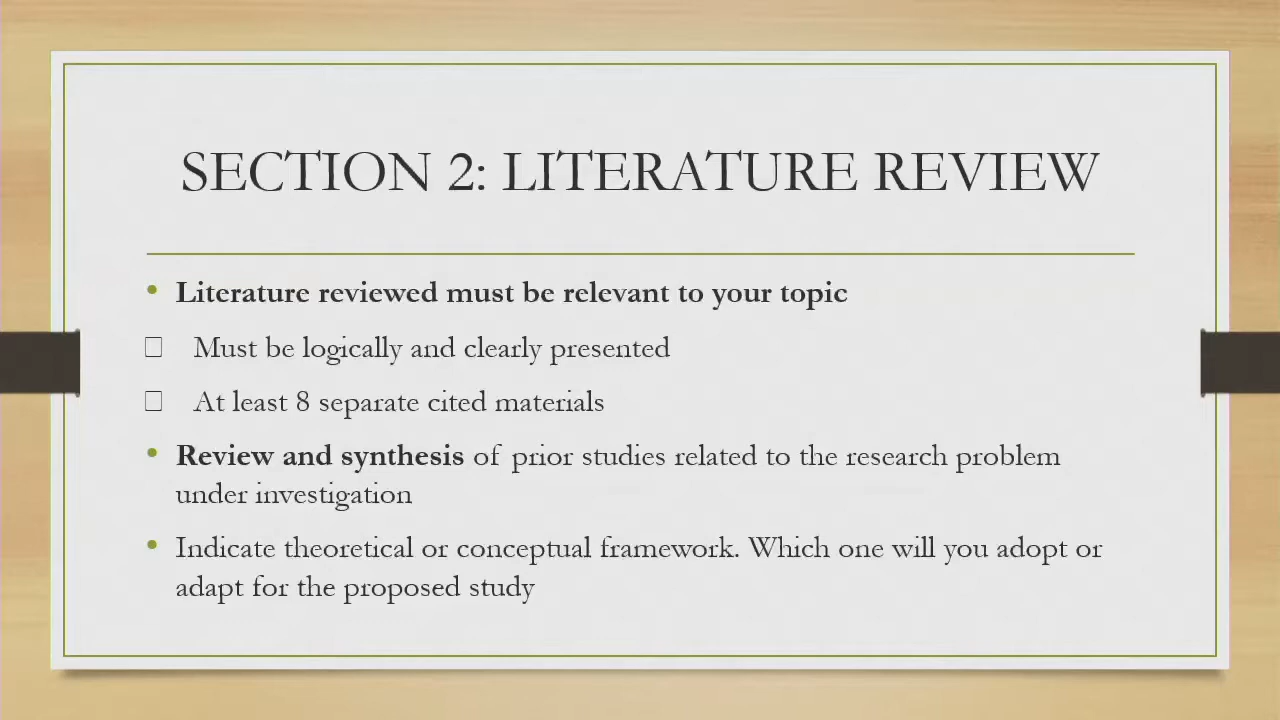 SECTION 2: LITERATURE REVIEW
• Literature reviewed must be relevant to your topic
□ Must be logically and clearly presented
□ At least 8 separate cited materials
• Review and synthesis of prior studies related to the research problem
under investigation
• Indicate theoretical or conceptual framework. Which one will you adopt or
adapt for the proposed study